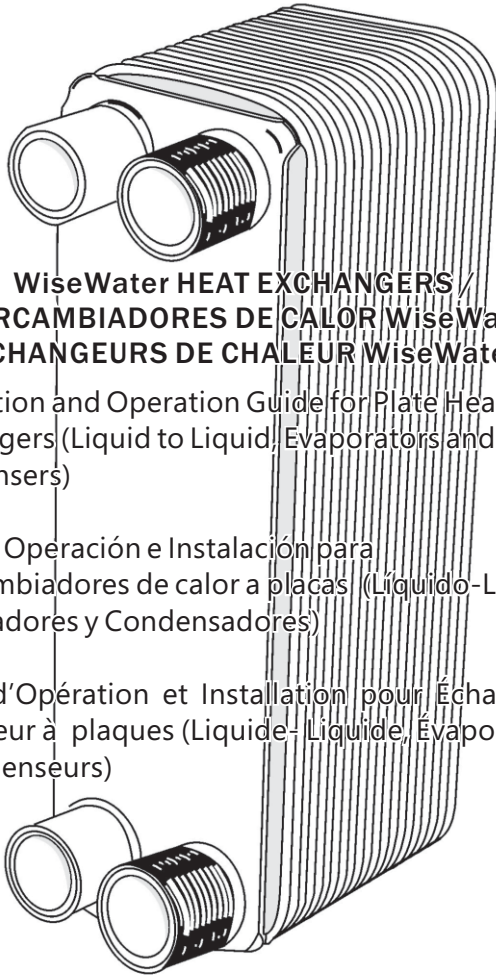 WiseWater HEAT EXCHANGERS /
RCAMBIADORES DE CALOR WiseWa
CHANGEURS DE CHALEUR WiseWate
tion and Operation Guide for Plate Hea
gers (Liquid to Liquid, Evaporators and
nsers)
Operación e Instalación para
mbiadores de calor a placas (Líquido-L
adores y Condensadores)
d'Opération et Installation pour Écha
eur à plaques (Liquide- Liquide, Évapo
enseurs)